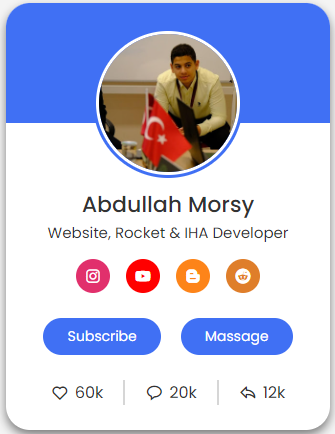 Abdullah Morsy
Website, Rocket & IHA Developer
Subscribe Massage
60k 20k 12k